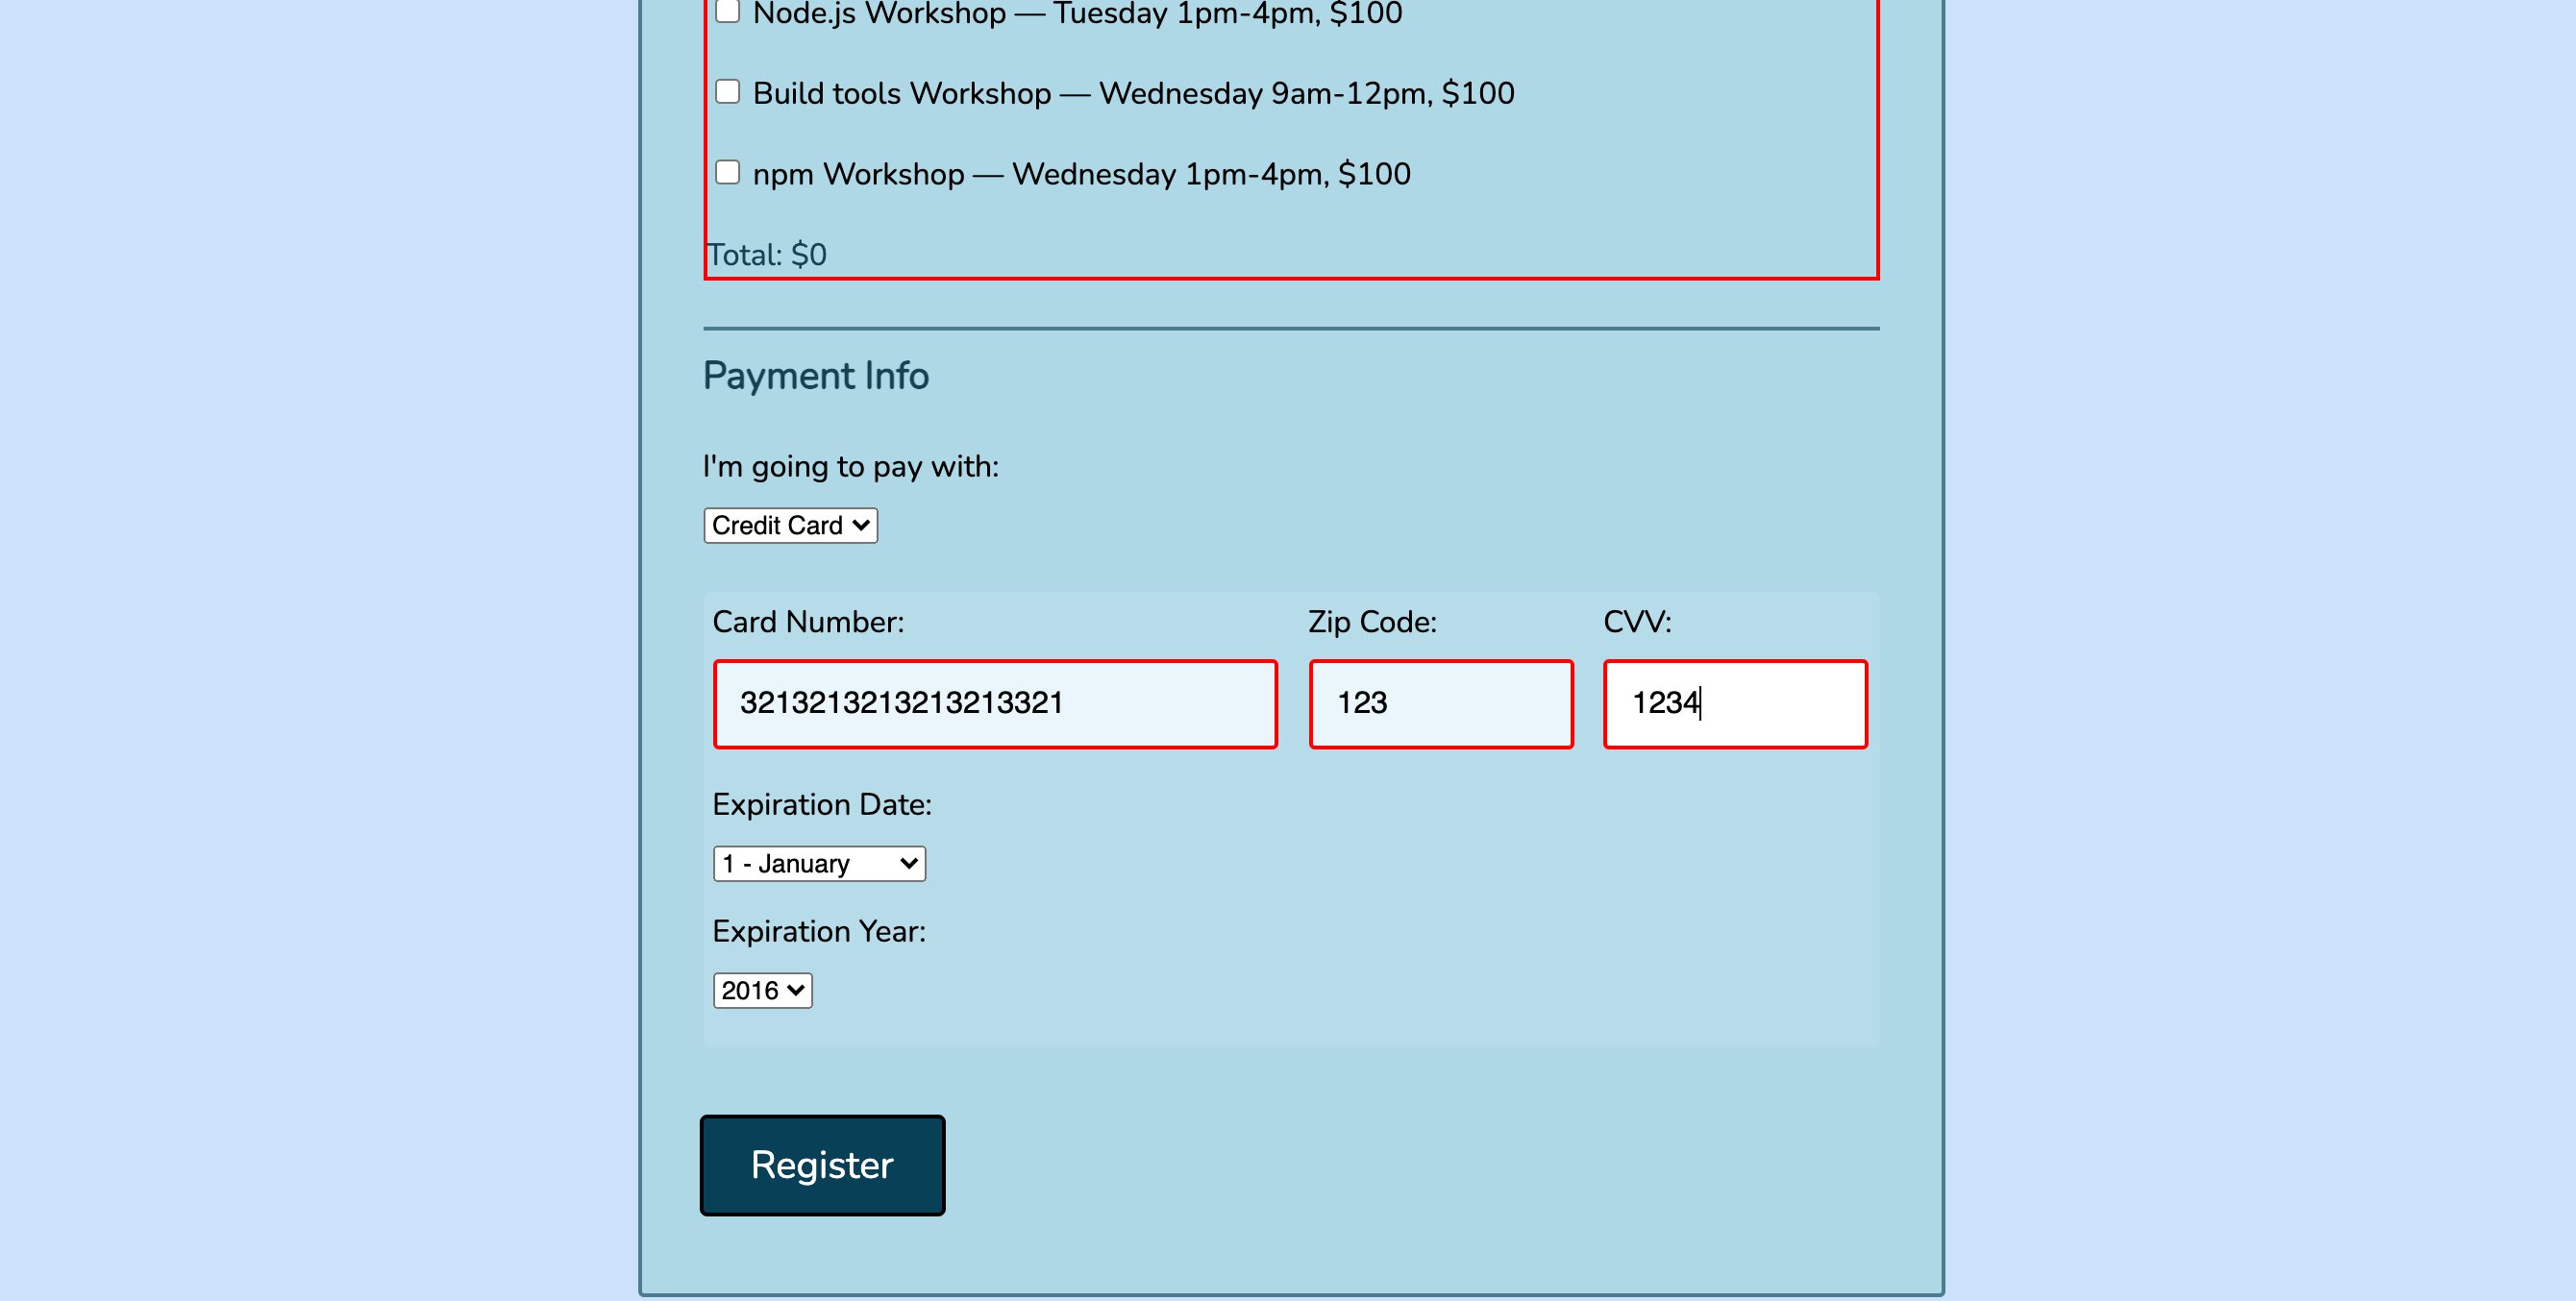 Node.js Workshop — Tuesday 1pm-4pm, $100
Build tools Workshop — Wednesday 9am-12pm, $100
npm Workshop — Wednesday 1pm-4pm, $100
Total: $0
Payment Info
I'm going to pay with:
Credit Card
Card Number: Zip Code: CVV:
3213213213213213321 123 1234
Expiration Date:
1 - January
Expiration Year:
2016
Register